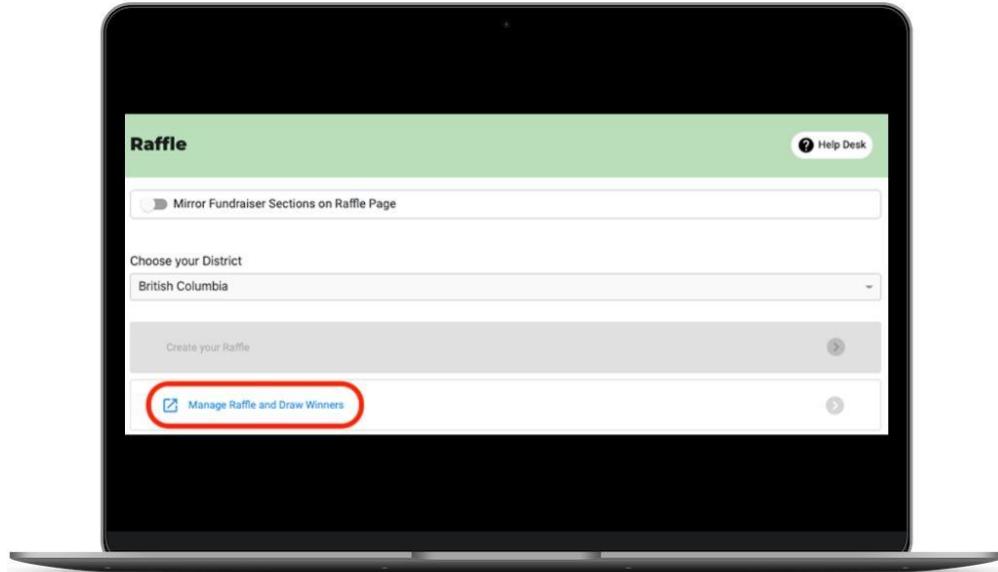 Raffle
Help Desk
Mirror Fundraiser Sections on Raffle Page
Choose your District
British Columbia
Create your Raffle
Manage Raffle and Draw Winners